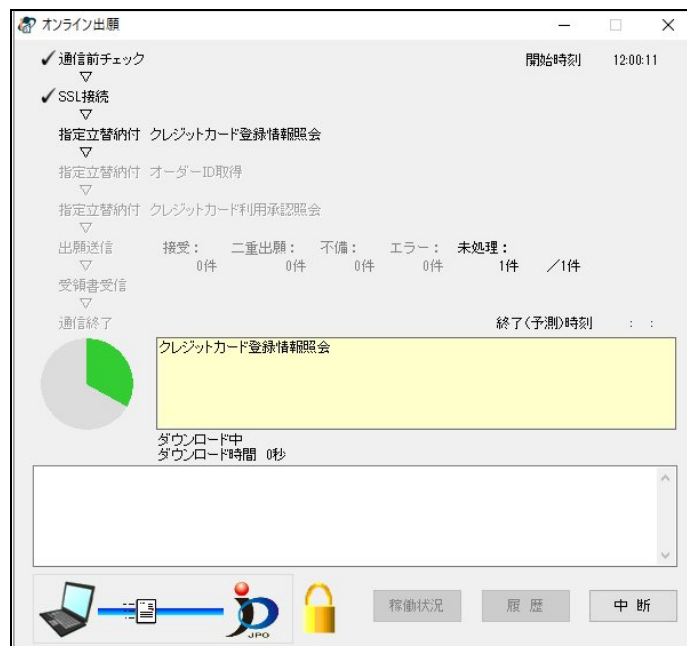 オンライン出願
通信前チェック 開始時刻 12:00:11
▽
SSL接続
▽
指定立替納付 クレジットカード登録情報照会
▽
指定立替納付 オーダーID取得
▽
指定立替納付 クレジットカード利用承認照会
▽
出願送信 接受: 二重出願: 不備: エラー: 未処理:
▽ 0件 0件 0件 0件 1件 /1件
受領書受信
▽
通信終了 終了(予測)時刻 : :
クレジットカード登録情報照会
ダウンロード中
ダウンロード時間 0秒
JPO
稼働状況 履歴 中断